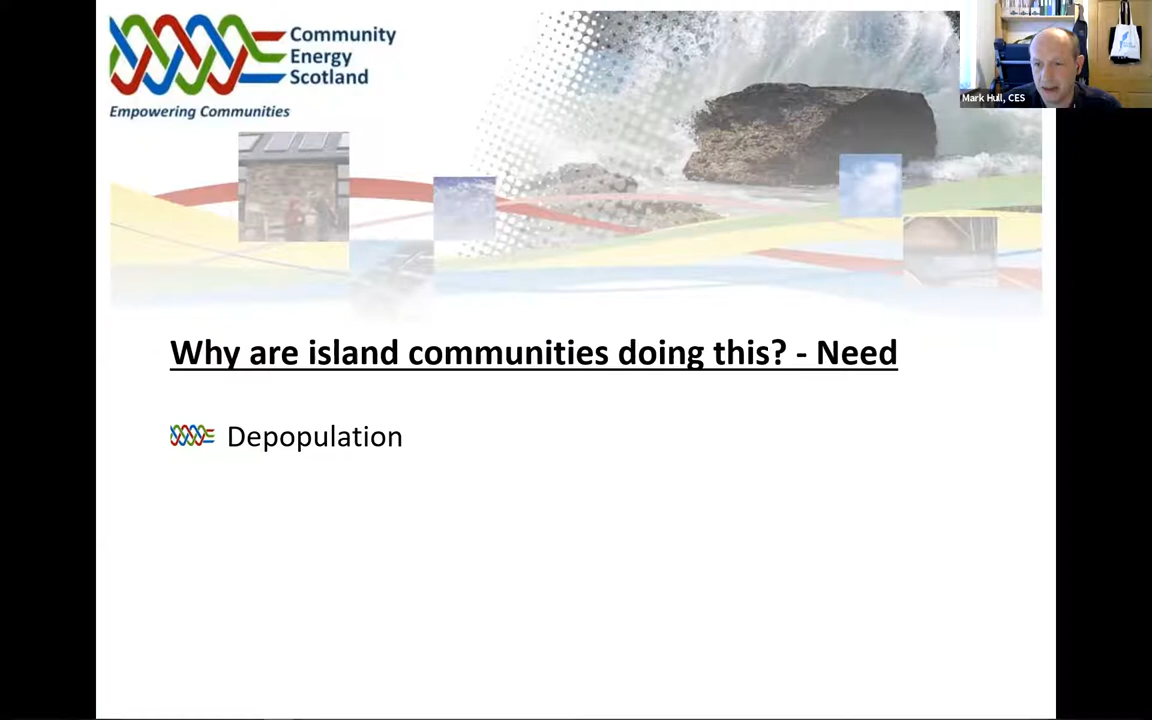 Community
Energy
Scotland
Empowering Communities
Mark Hull, CES
Why are island communities doing this? - Need
Depopulation